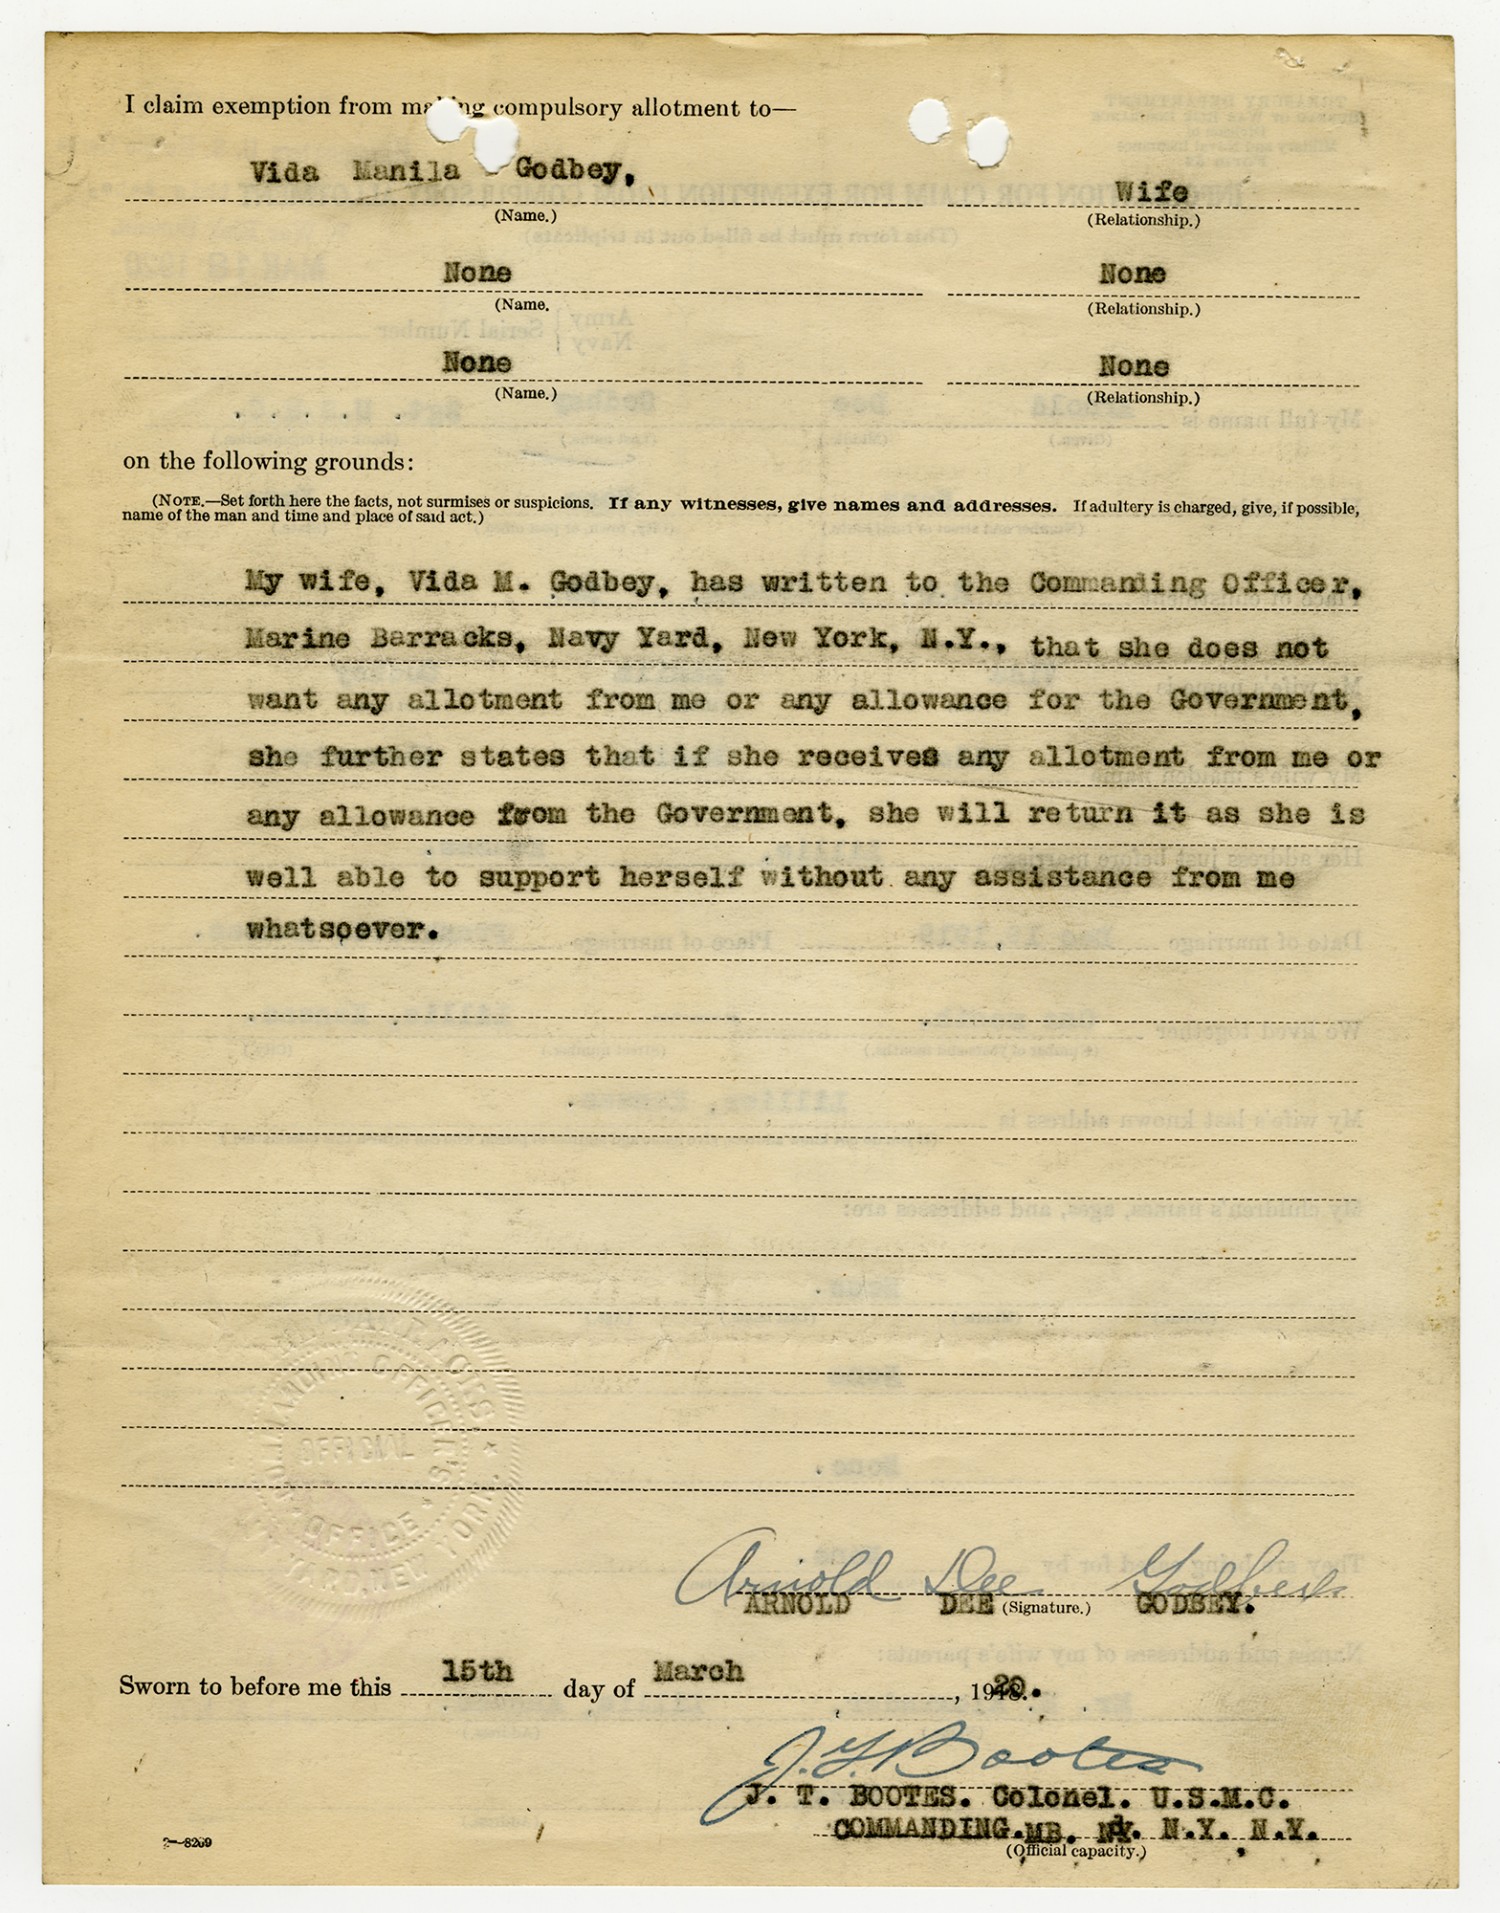 I claim exemption from making compulsory allotment to—
Vida Manila Godbey,
Wife
(Name.)
(Relationship.)
None
None
(Name.
(Relationship.)
None
None
(Name.)
(Relationship.)
on the following grounds:
(NOTE.—Set forth here the facts, not surmises or suspicions. If any witnesses, give names and addresses. If adultery is charged, give, if possible,
name of the man and time and place of said act.)
My wife, Vida M. Godbey, has written to the Commanding Officer,
Marine Barracks, Navy Yard, New York, N.Y., that she does not
want any allotment from me or any allowance for the Government,
she further states that if she receives any allotment from me or
any allowance from the Government, she will return it as she is
well able to support herself without any assistance from me
whatsoever.
OFFICIAL
OFFICE
YARD, NEW YORK
Arnold Dee Godbey
ARNOLD DEE (Signature.) GODBEY.
Sworn to before me this 15th day of March, 1920.
J. T. Bootes
J. T. BOOTES. Colonel. U.S.M.C.
COMMANDING. MB. NY. N.Y. N.Y.
(Official capacity.)
2—8269